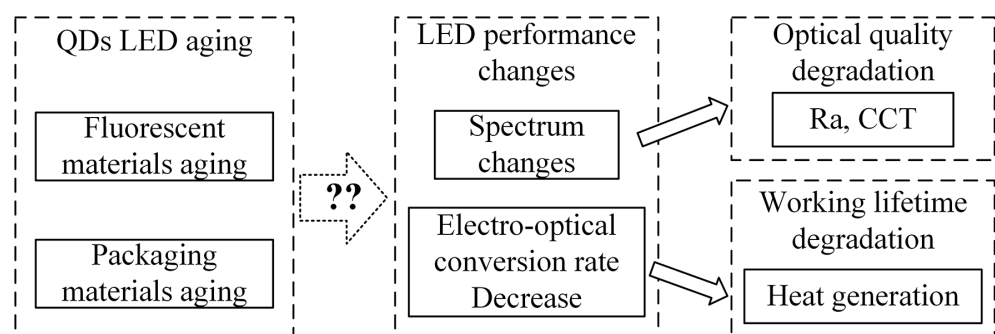 QDs LED aging
Fluorescent
materials aging
Packaging
materials aging
??
LED performance
changes
Spectrum
changes
Electro-optical
conversion rate
Decrease
Optical quality
degradation
Ra, CCT
Working lifetime
degradation
Heat generation